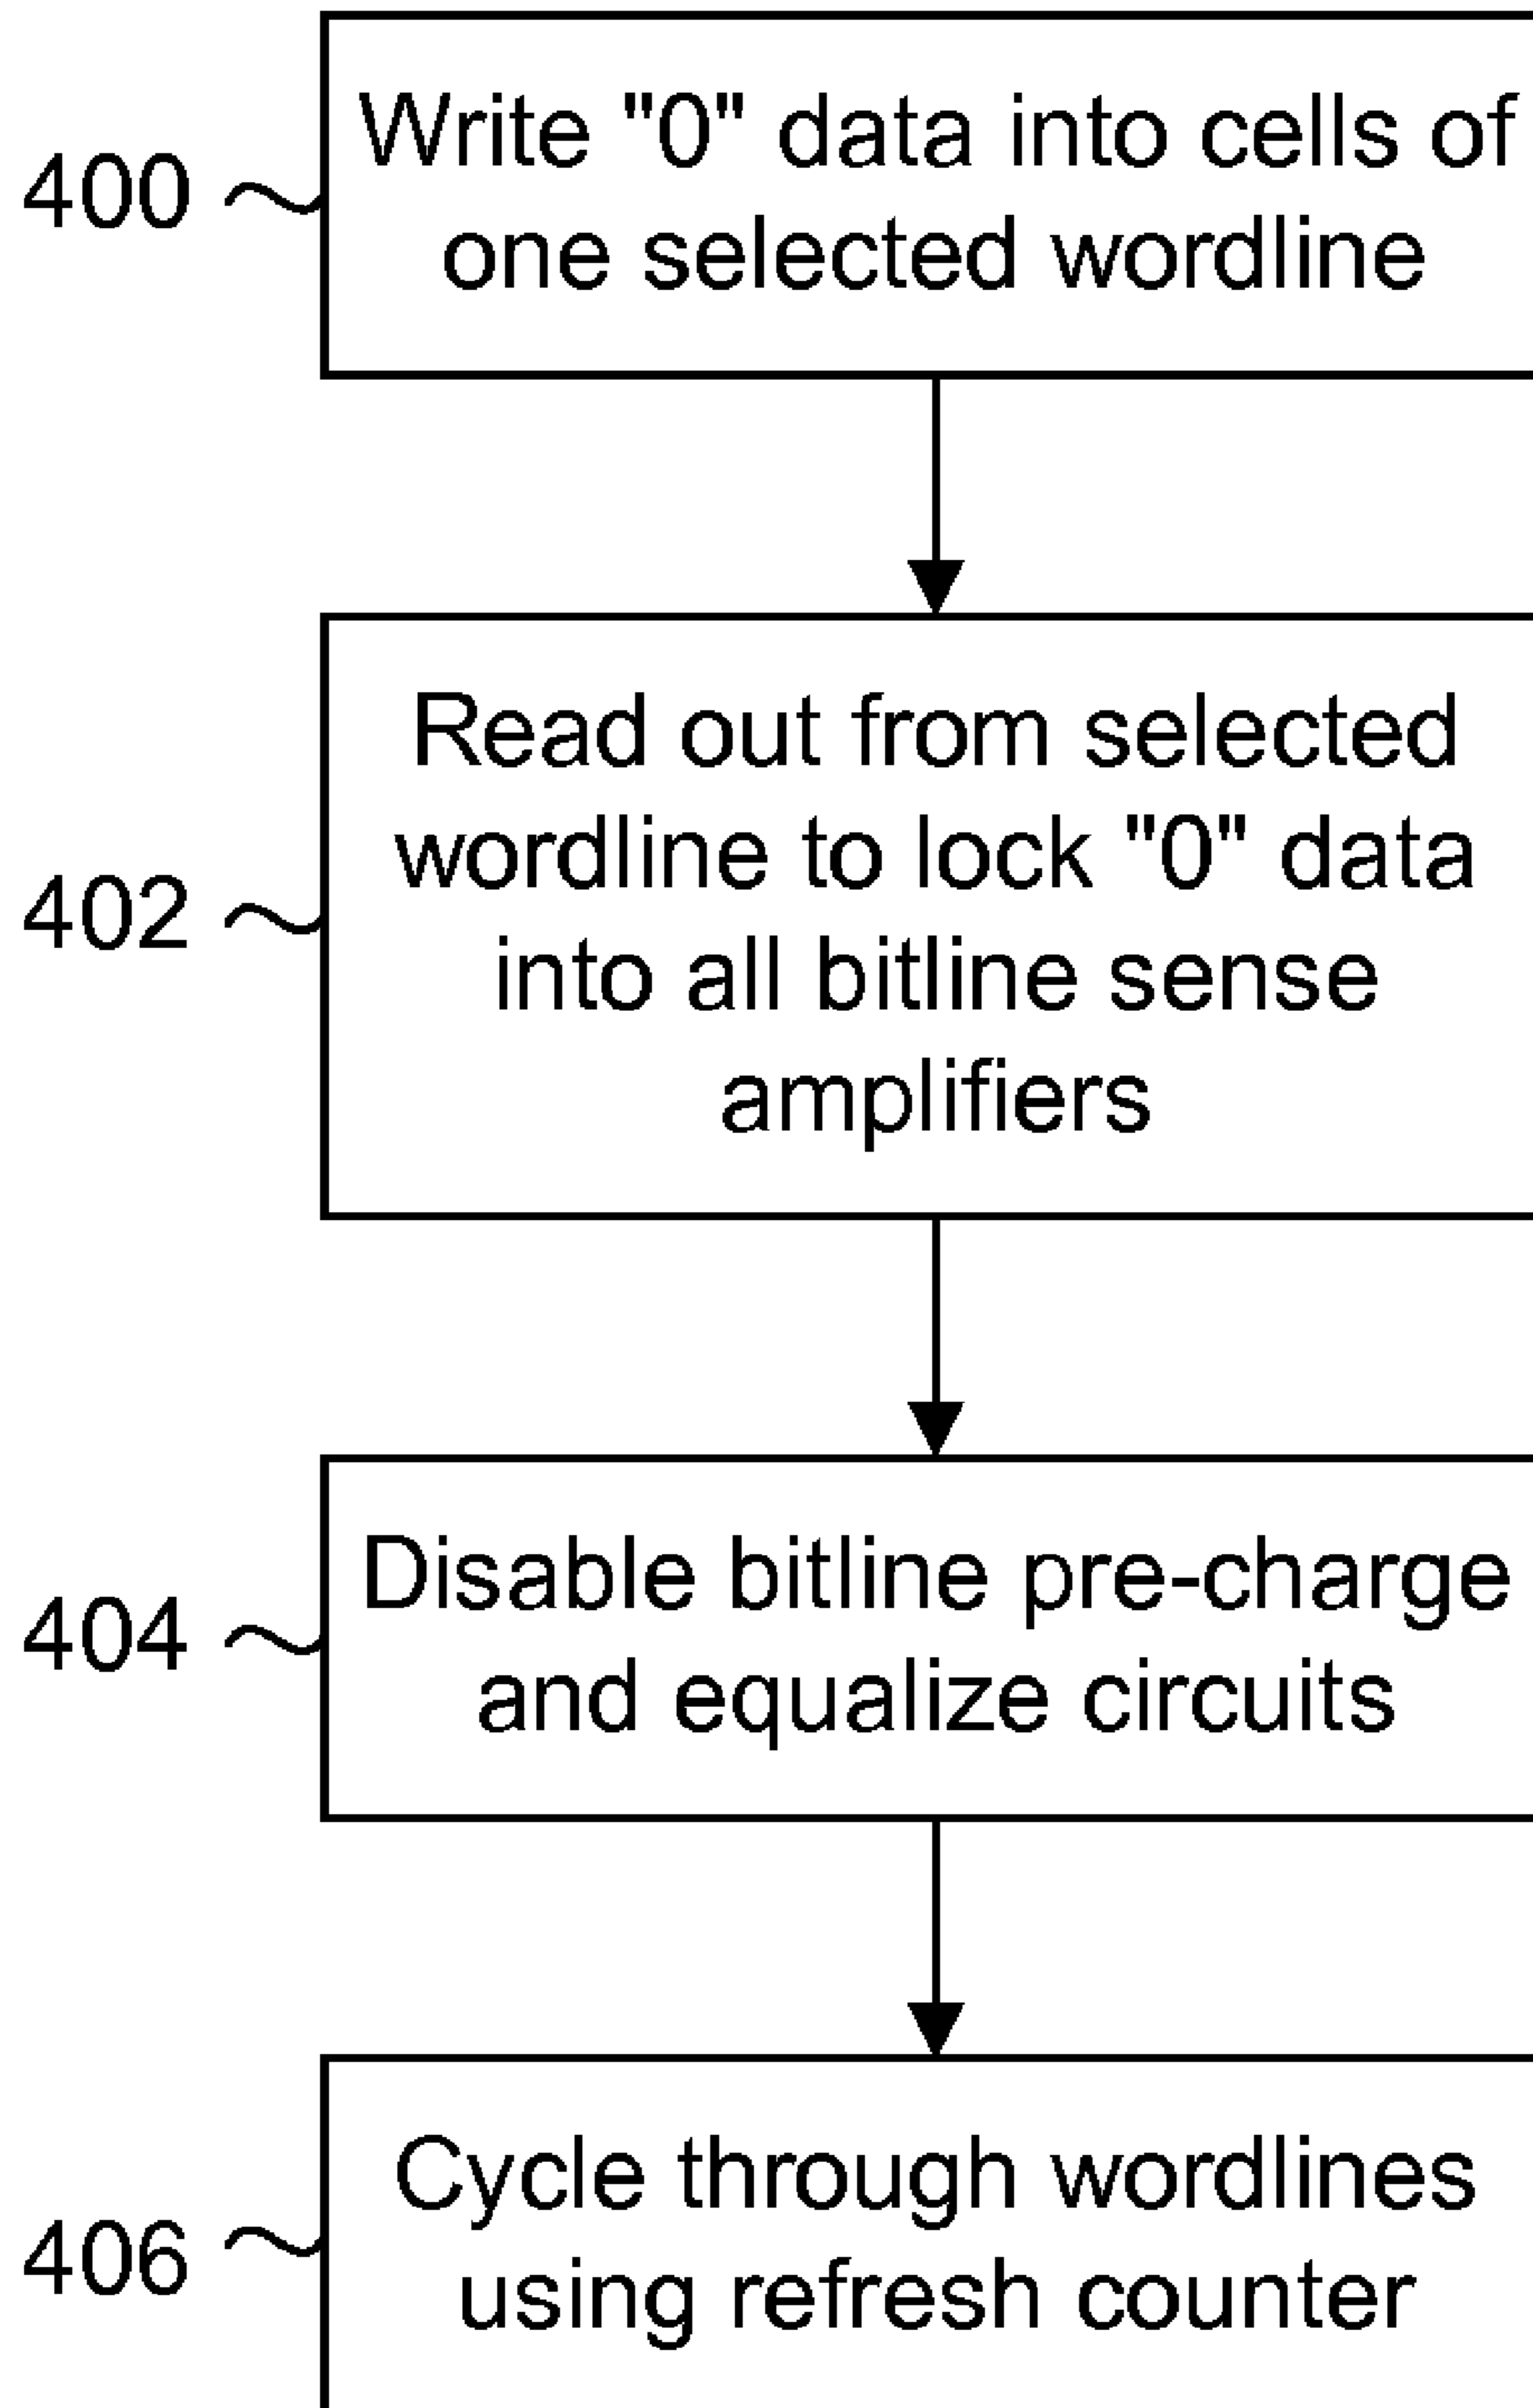 400
Write "0" data into cells of
one selected wordline
402
Read out from selected
wordline to lock "0" data
into all bitline sense
amplifiers
404
Disable bitline pre-charge
and equalize circuits
406
Cycle through wordlines
using refresh counter